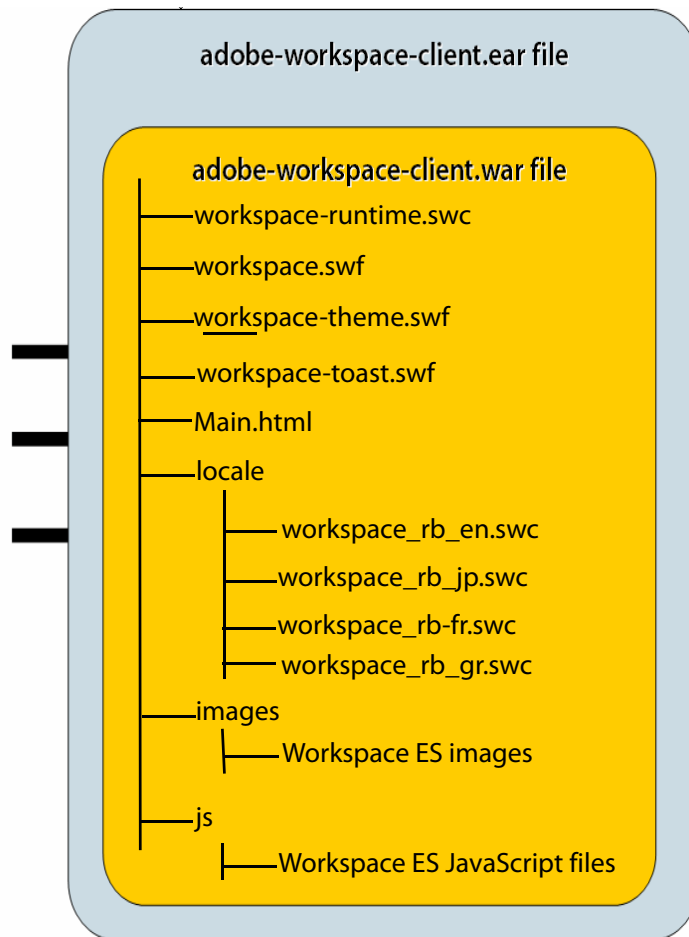 adobe-workspace-client.ear file
adobe-workspace-client.war file
workspace-runtime.swc
workspace.swf
workspace-theme.swf
workspace-toast.swf
Main.html
locale
workspace_rb_en.swc
workspace_rb_jp.swc
workspace_rb-fr.swc
workspace_rb_gr.swc
images
Workspace ES images
js
Workspace ES JavaScript files